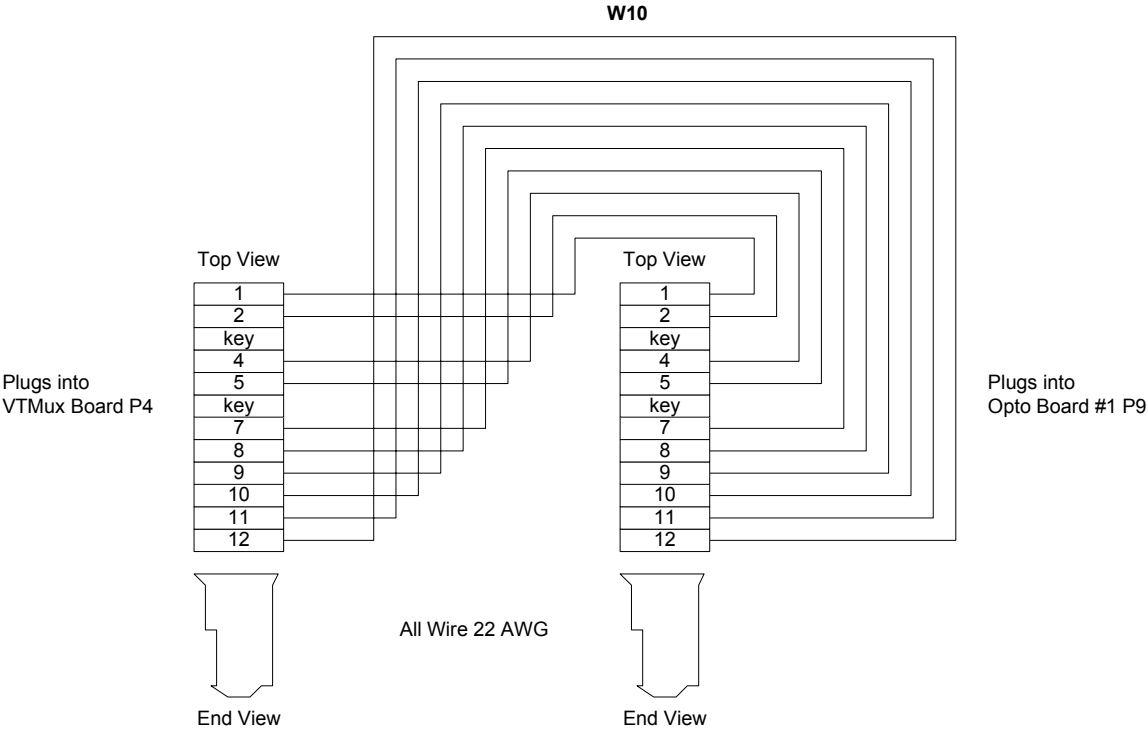 W10
Top View
1
2
key
4
5
key
7
8
9
10
11
12
Top View
1
2
key
4
5
key
7
8
9
10
11
12
Plugs into
VTMux Board P4
Plugs into
Opto Board #1 P9
All Wire 22 AWG
End View
End View